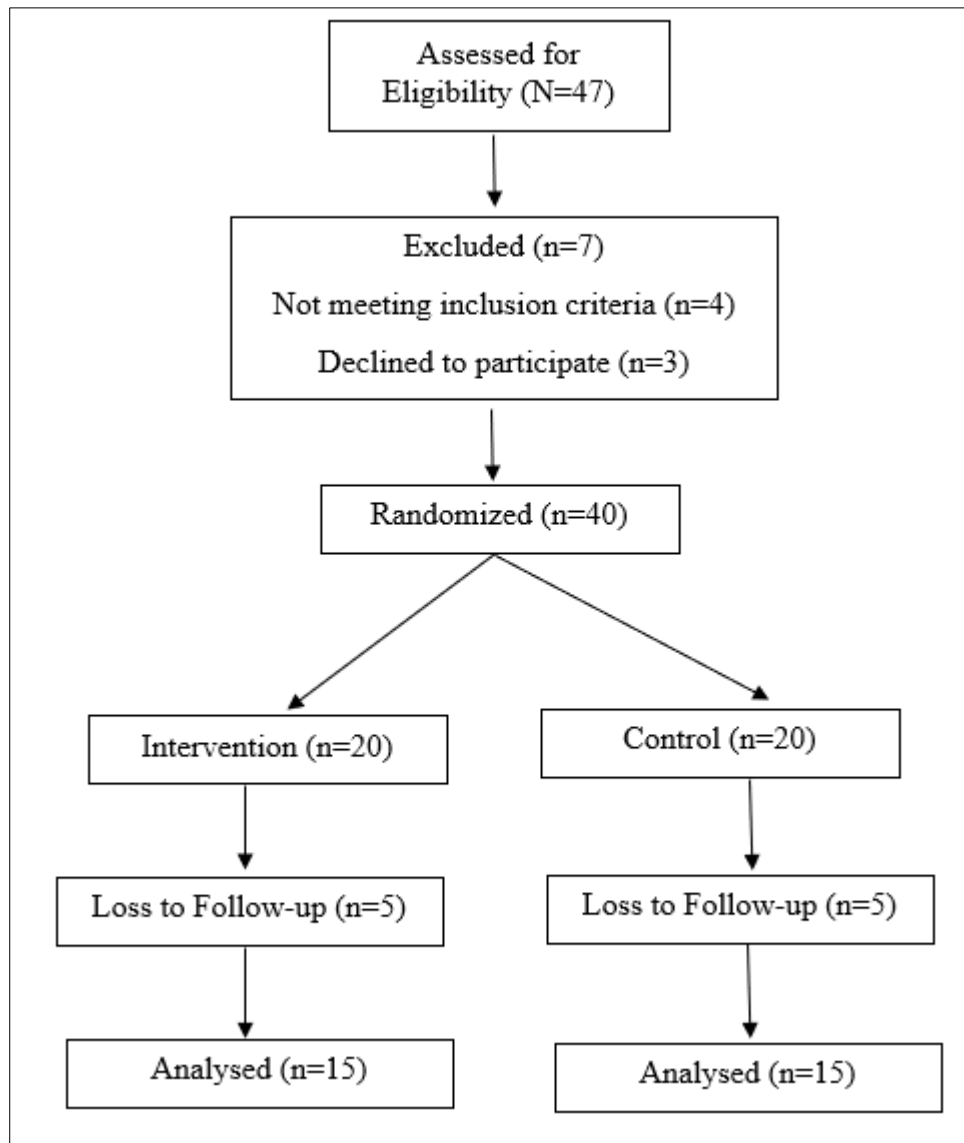 Assessed for
Eligibility (N=47)
Excluded (n=7)
Not meeting inclusion criteria (n=4)
Declined to participate (n=3)
Randomized (n=40)
Intervention (n=20)
Control (n=20)
Loss to Follow-up (n=5)
Loss to Follow-up (n=5)
Analysed (n=15)
Analysed (n=15)